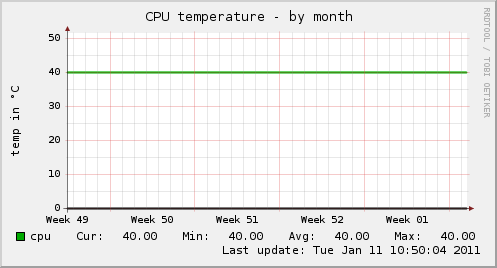 CPU temperature - by month
RRDTOOL / TOBI OETIKER
temp in °C
50
40
30
20
10
0
Week 49 Week 50 Week 51 Week 52 Week 01
cpu Cur: 40.00 Min: 40.00 Avg: 40.00 Max: 40.00
Last update: Tue Jan 11 10:50:04 2011